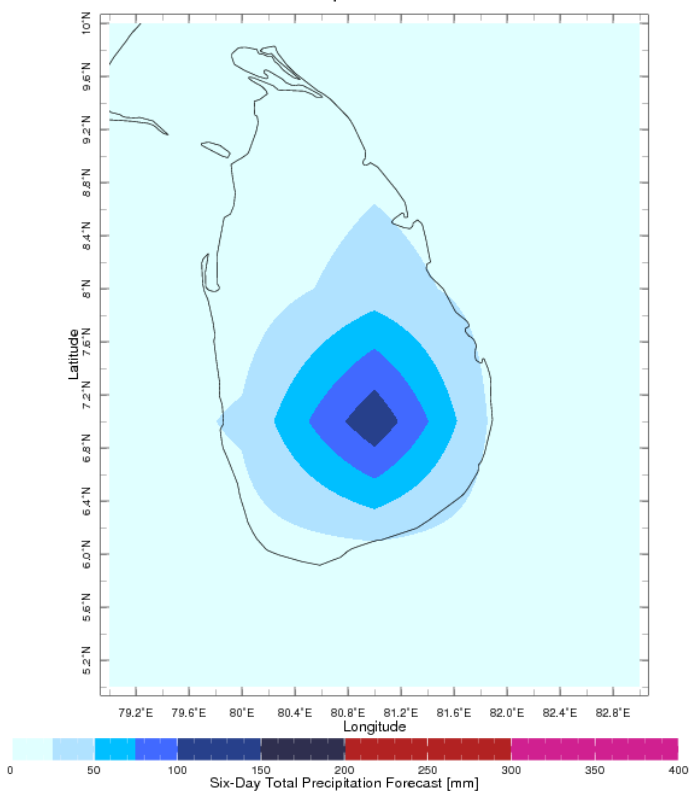 10˚N
9.6˚N
9.2˚N
8.8˚N
8.4˚N
8˚N
7.6˚N
7.2˚N
6.8˚N
6.4˚N
6.0˚N
5.6˚N
5.2˚N
Latitude
79.2˚E 79.6˚E 80˚E 80.4˚E 80.8˚E 81.2˚E 81.6˚E 82.0˚E 82.4˚E 82.8˚E
Longitude
0 50 100 150 200 250 300 350 400
Six-Day Total Precipitation Forecast [mm]